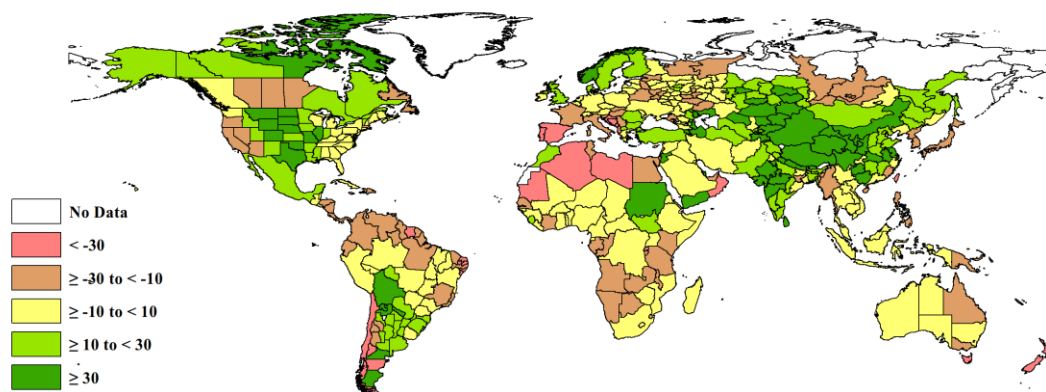 No Data
< -30
≥ -30 to < -10
≥ -10 to < 10
≥ 10 to < 30
≥ 30